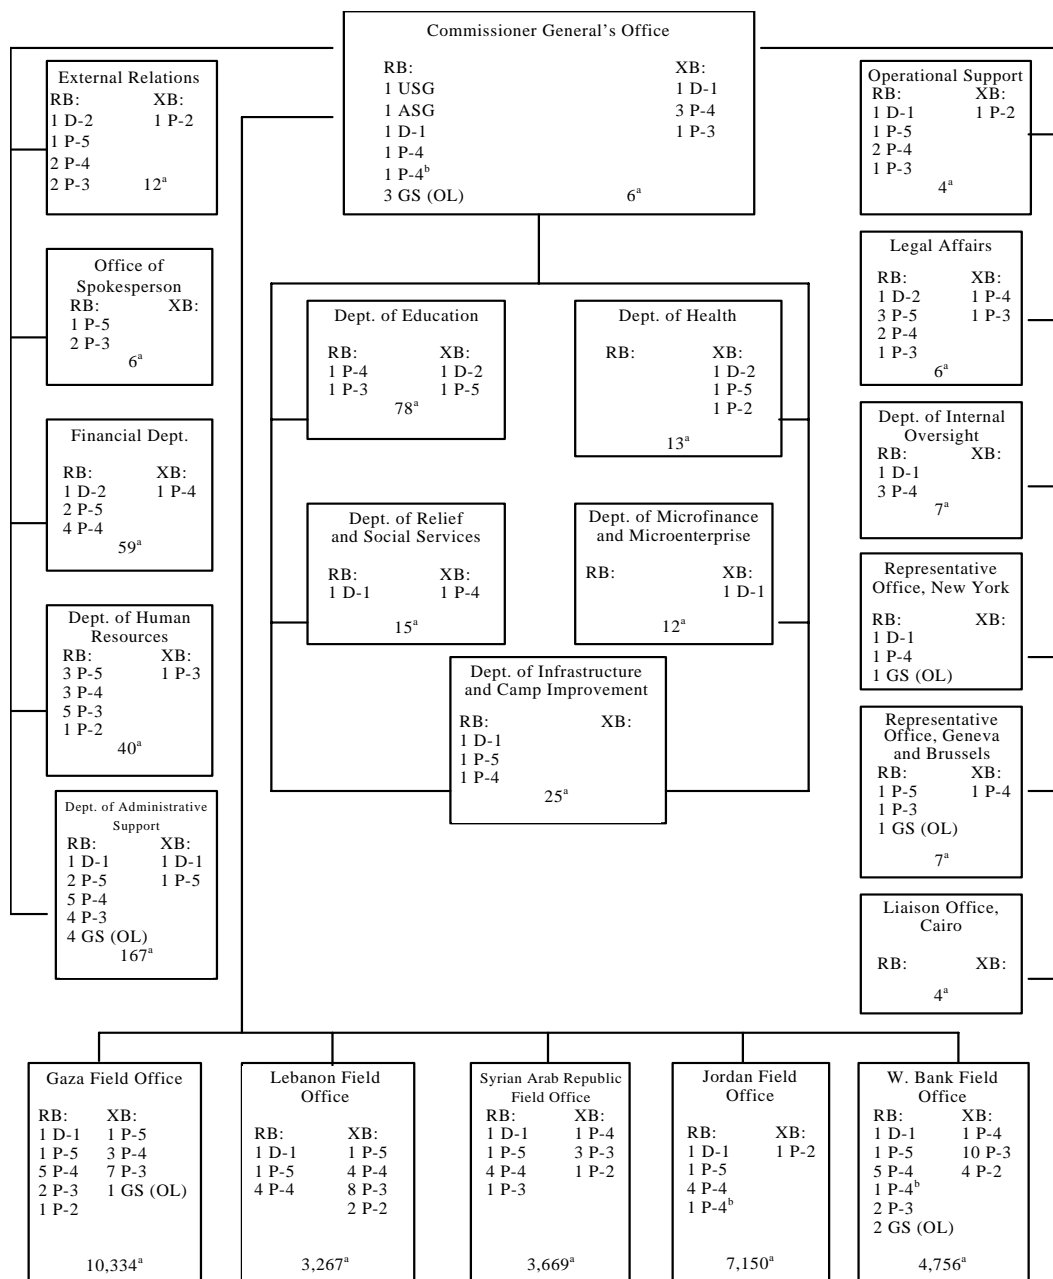 Commissioner General's Office
RB: XB:
1 USG 1 D-1
1 ASG 3 P-4
1 D-1 1 P-3
1 P-4
1 P-4b
3 GS (OL) 6a
External Relations
RB: XB:
1 D-2 1 P-2
1 P-5
2 P-4
2 P-3 12a
Office of
Spokesperson
RB: XB:
1 P-5
2 P-3
6a
Financial Dept.
RB: XB:
1 D-2 1 P-4
2 P-5
4 P-4
59a
Dept. of Human
Resources
RB: XB:
3 P-5 1 P-3
3 P-4
5 P-3
1 P-2
40a
Dept. of Administrative
Support
RB: XB:
1 D-1 1 D-1
2 P-5 1 P-5
5 P-4
4 P-3
4 GS (OL)
167a
Dept. of Education
RB: XB:
1 P-4 1 D-2
1 P-3 1 P-5
78a
Dept. of Health
RB: XB:
1 D-2
1 P-5
1 P-2
13a
Dept. of Relief
and Social Services
RB: XB:
1 D-1 1 P-4
15a
Dept. of Microfinance
and Microenterprise
RB: XB:
1 D-1
12a
Dept. of Infrastructure
and Camp Improvement
RB: XB:
1 D-1
1 P-5
1 P-4
25a
Operational Support
RB: XB:
1 D-1 1 P-2
1 P-5
2 P-4
1 P-3
4a
Legal Affairs
RB: XB:
1 D-2 1 P-4
3 P-5 1 P-3
2 P-4
1 P-3
6a
Dept. of Internal
Oversight
RB: XB:
1 D-1
3 P-4
7a
Representative
Office, New York
RB: XB:
1 D-1
1 P-4
1 GS (OL)
Representative
Office, Geneva
and Brussels
RB: XB:
1 P-5 1 P-4
1 P-3
1 GS (OL)
7a
Liaison Office,
Cairo
RB: XB:
4a
Gaza Field Office
RB: XB:
1 D-1 1 P-5
1 P-5 3 P-4
5 P-4 7 P-3
2 P-3 1 GS (OL)
1 P-2
10,334a
Lebanon Field
Office
RB: XB:
1 D-1 1 P-5
1 P-5 4 P-4
4 P-4 8 P-3
2 P-2
3,267a
Syrian Arab Republic
Field Office
RB: XB:
1 D-1 1 P-4
1 P-5 3 P-3
4 P-4 1 P-2
1 P-3
3,669a
Jordan Field
Office
RB: XB:
1 D-1 1 P-2
1 P-5
4 P-4
1 P-4b
7,150a
W. Bank Field
Office
RB: XB:
1 D-1 1 P-4
1 P-5 10 P-3
5 P-4 4 P-2
1 P-4b
2 P-3
2 GS (OL)
4,756a